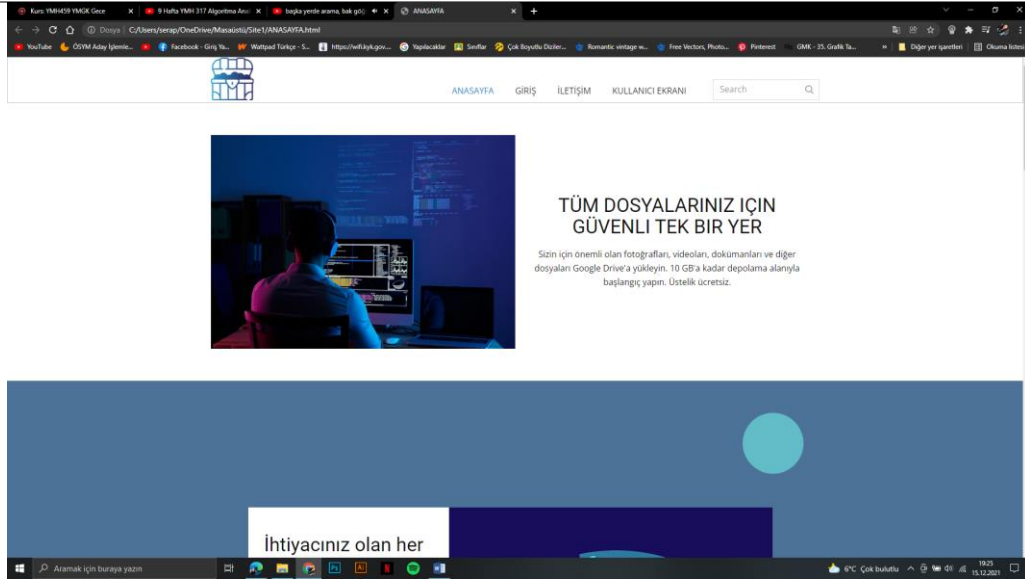 Kurs: YMH459 YMGK Gece
9 Hafta YMH 317 Algoritma Anal
başka yerde arama, bak göğ
ANASAYFA
Dosya | C:/Users/serap/OneDrive/Masaüstü/Site1/ANASAYFA.html
YouTube
ÖSYM Aday İşlemle...
Facebook - Giriş Ya...
Wattpad Türkçe - S...
https://wifi.kyk.gov...
Yapılacaklar
Sınıflar
Çok Boyutlu Diziler...
Romantic vintage w...
Free Vectors, Photo...
Pinterest
GMK - 25. Grafik Ta...
»
Diğer yer işaretleri
Okuma listesi
ANASAYFA
GİRİŞ
İLETİŞİM
KULLANICI EKRANI
Search
TÜM DOSYALARINIZ IÇIN
GÜVENLI TEK BIR YER
Sizin için önemli olan fotoğrafları, videoları, dokümanları ve diğer
dosyaları Google Drive'a yükleyin. 10 GB'a kadar depolama alanıyla
başlangıç yapın. Üstelik ücretsiz.
İhtiyacınız olan her
Aramak için buraya yazın
Ps
Ai
N
W
6°C Çok bulutlu
19:25
15.12.2021